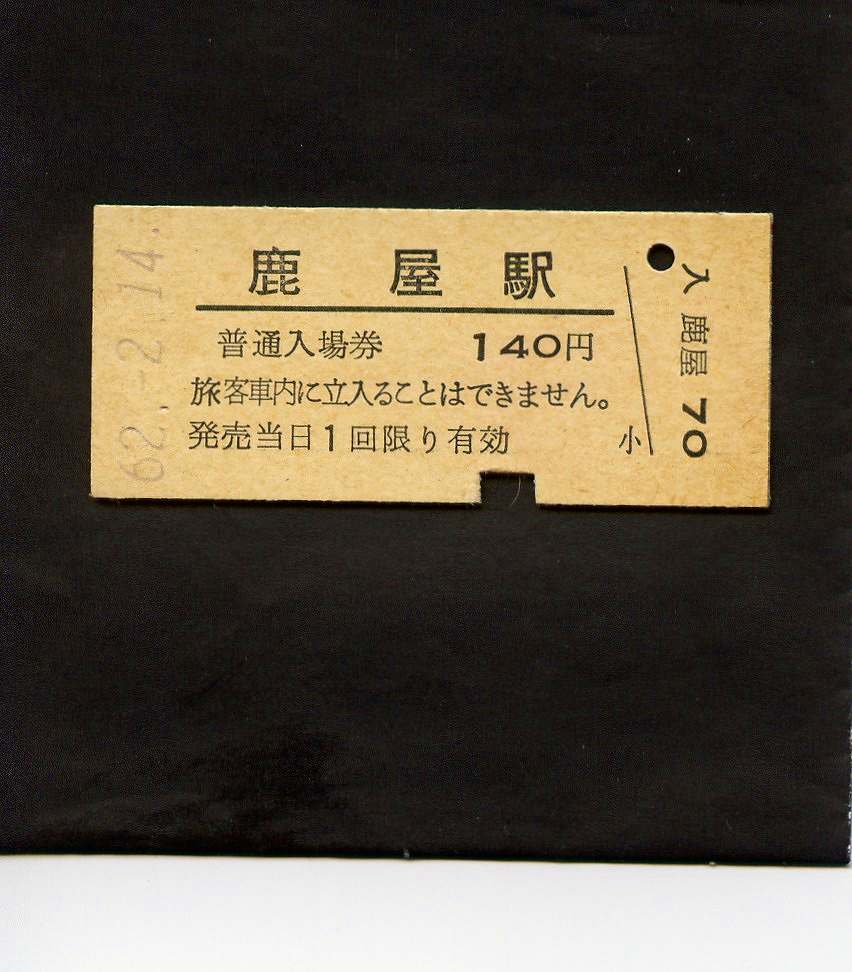 鹿屋駅
普通入場券 140円
旅客車内に立入ることはできません。
発売当日1回限り有効
小
入 鹿屋 70
62.-2.14.